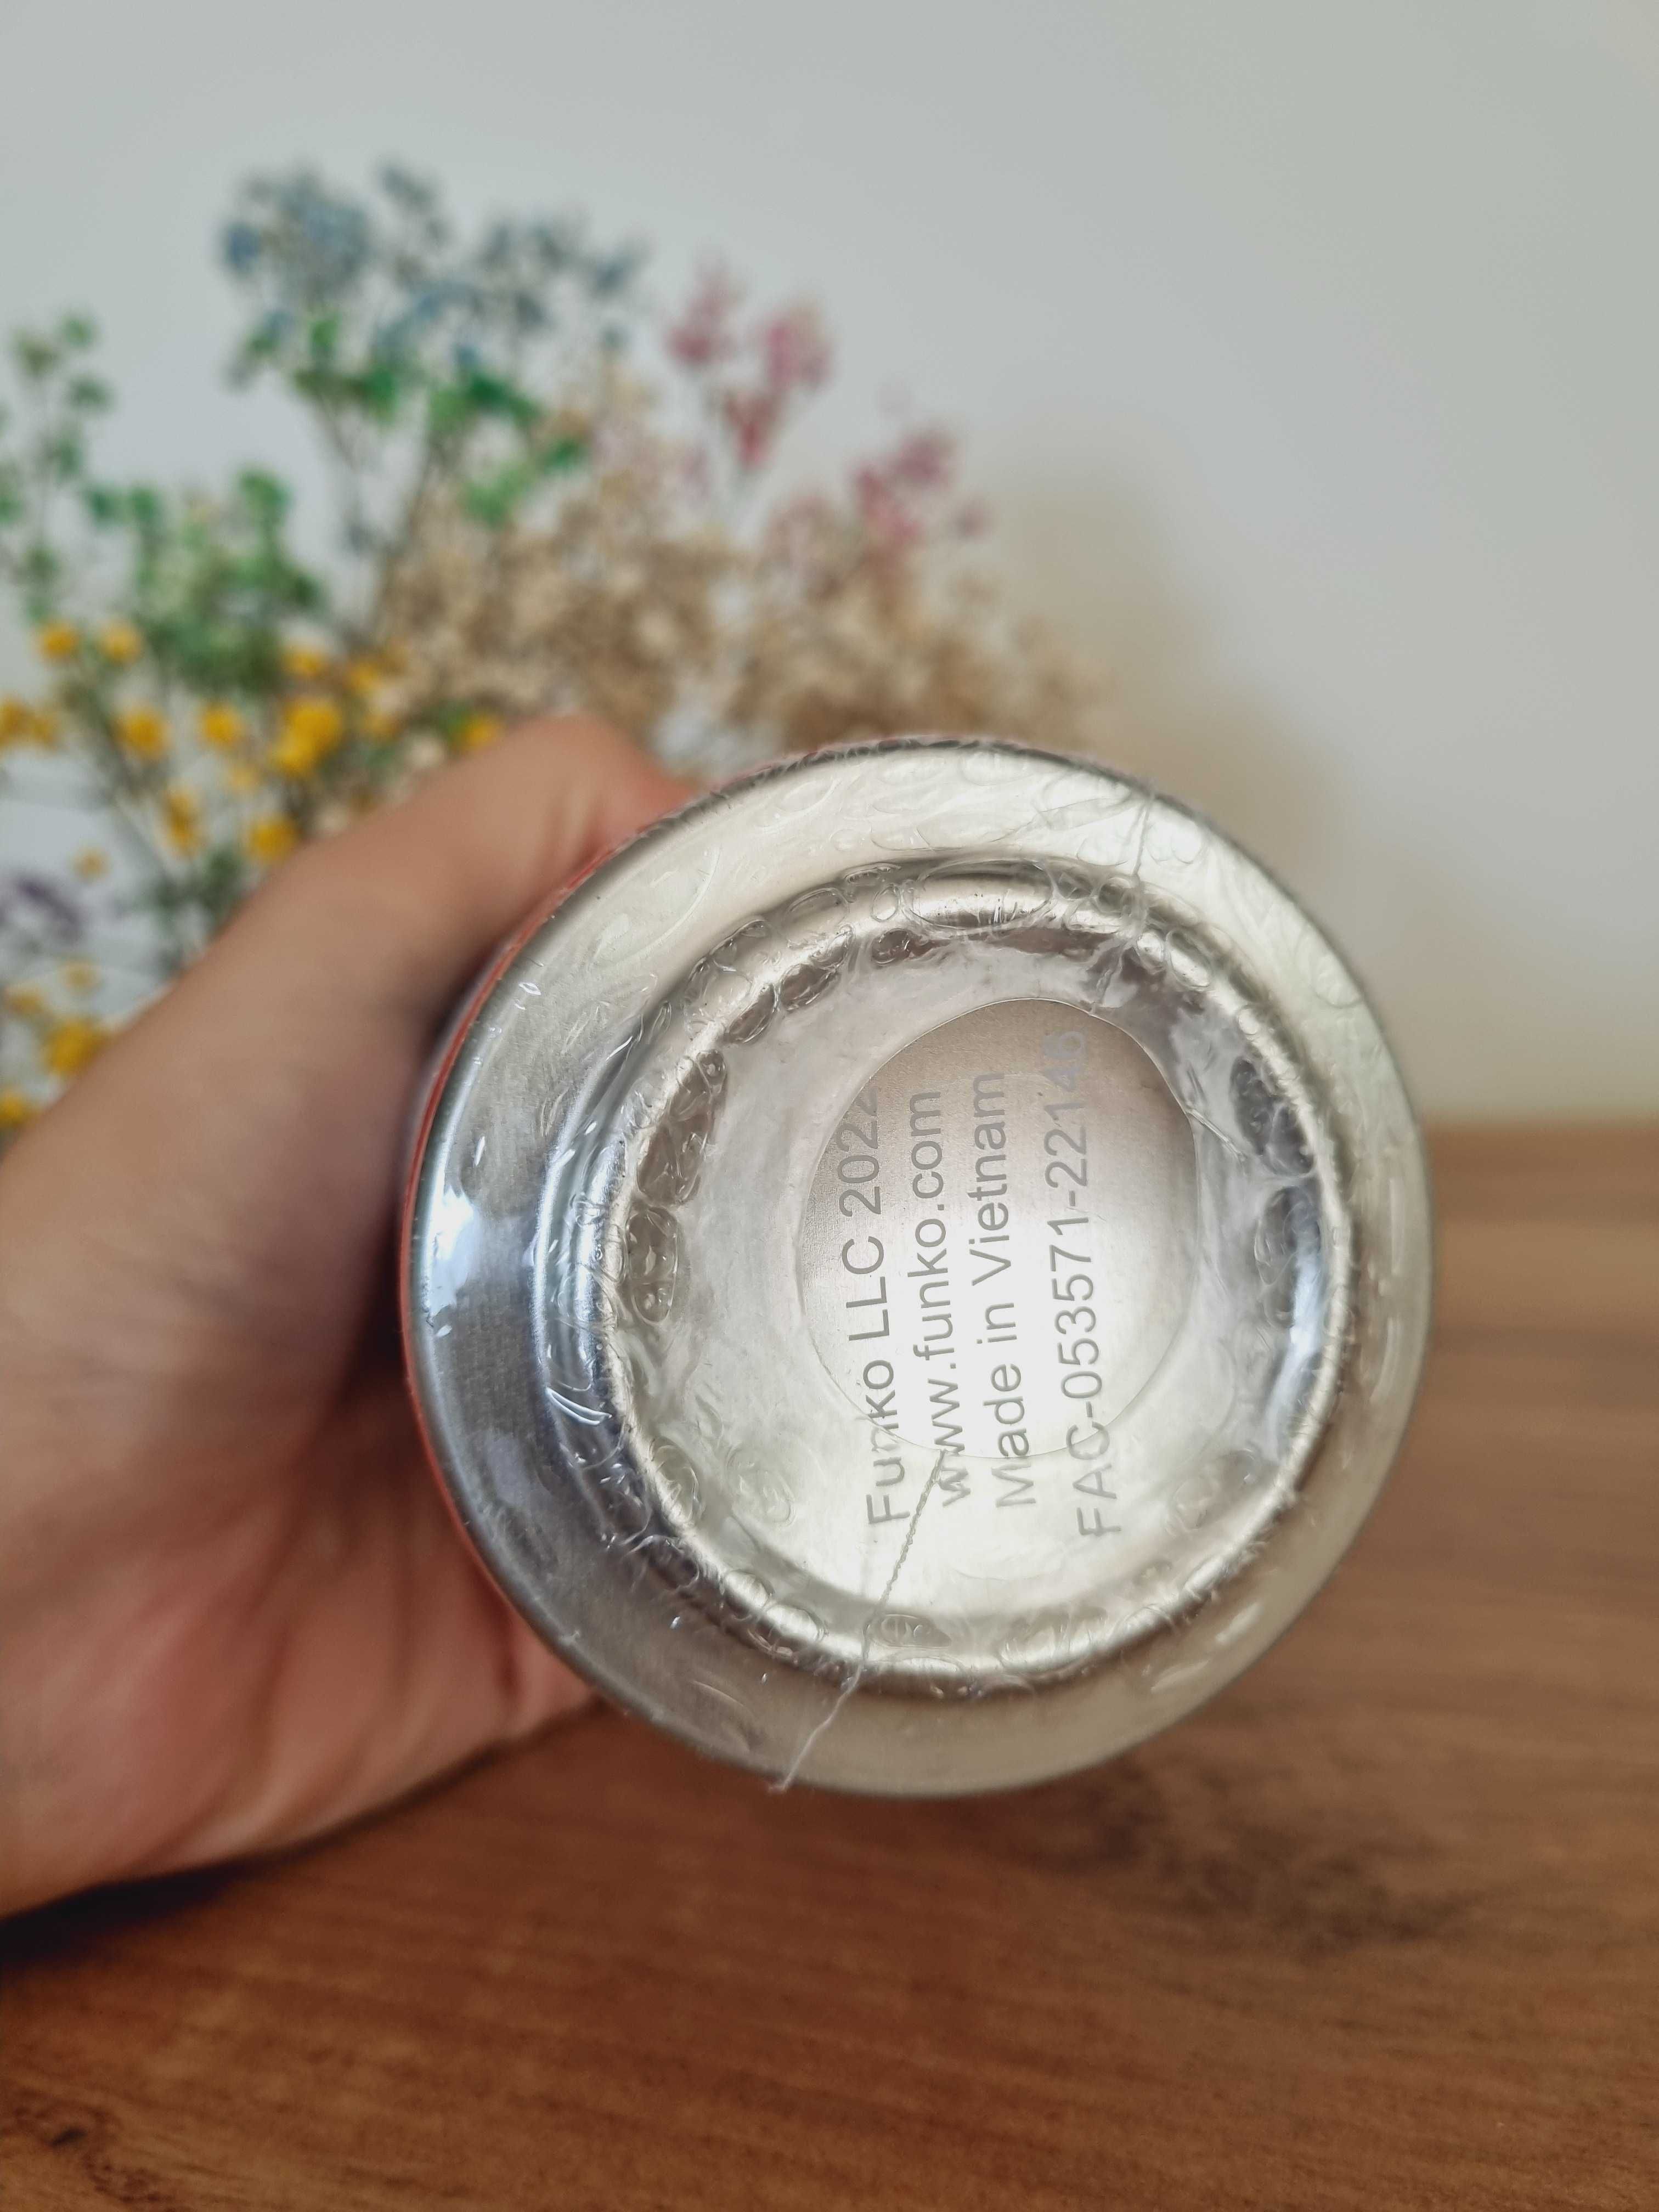 Funko LLC 2022
www.funko.com
Made in Vietnam
FAC-053571-22146